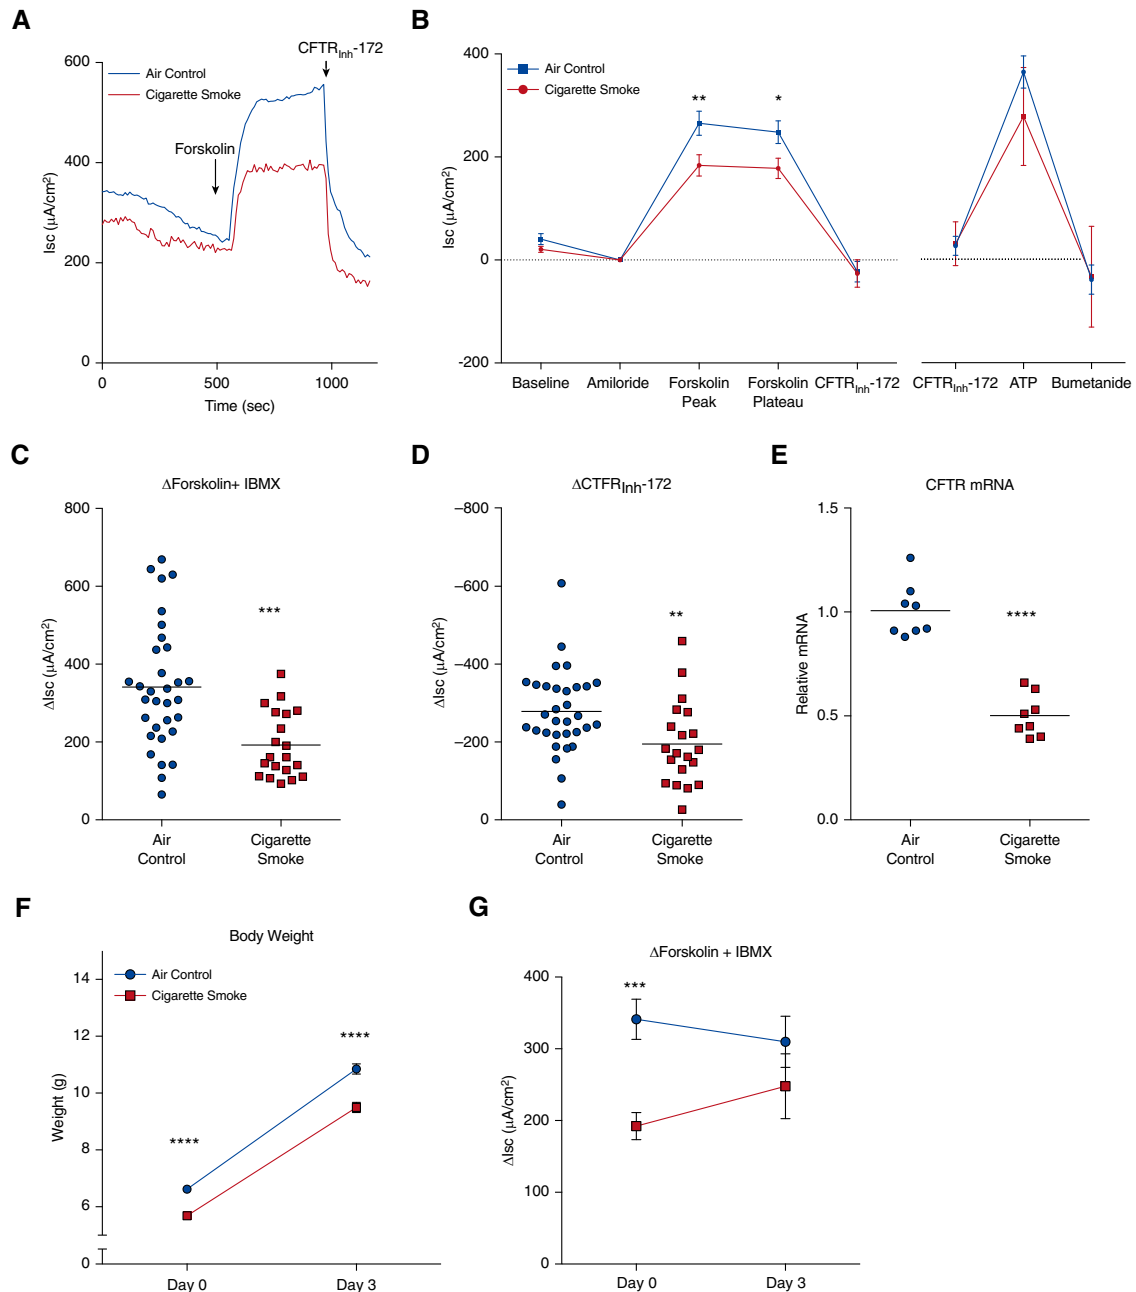 A
CFTRInh-172
600
400
200
0
Isc (μA/cm2)
Air Control
Cigarette Smoke
Forskolin
0
500
1000
Time (sec)
B
400
200
0
-200
Isc (μA/cm2)
Air Control
Cigarette Smoke
**
*
Baseline
Amiloride
Forskolin
Peak
Forskolin
Plateau
CFTRInh-172
CFTRInh-172
ATP
Bumetanide
C
ΔForskolin+ IBMX
800
600
400
200
0
ΔIsc (μA/cm2)
***
Air
Control
Cigarette
Smoke
D
ΔCTFRInh-172
–800
–600
–400
–200
0
ΔIsc (μA/cm2)
**
Air
Control
Cigarette
Smoke
E
CFTR mRNA
1.5
1.0
0.5
0.0
Relative mRNA
****
Air
Control
Cigarette
Smoke
F
Body Weight
14
12
10
8
6
0
Weight (g)
Air Control
Cigarette Smoke
****
****
Day 0
Day 3
G
ΔForskolin + IBMX
400
300
200
100
0
ΔIsc (μA/cm2)
***
Day 0
Day 3